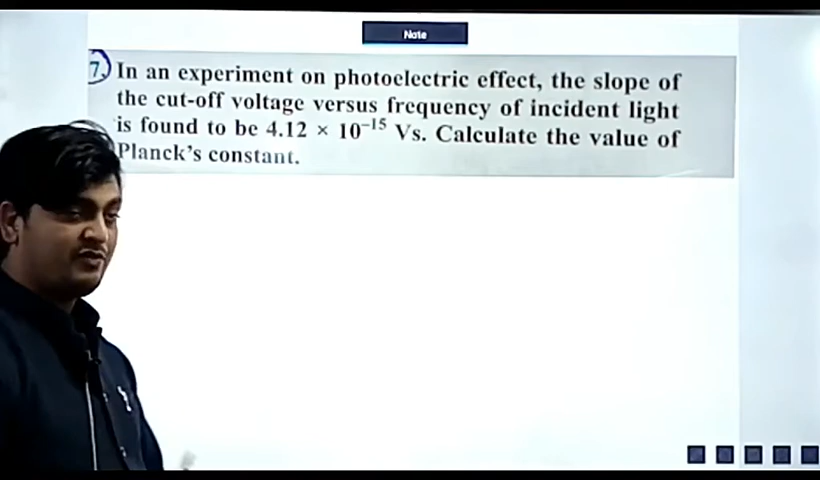 Note
7. In an experiment on photoelectric effect, the slope of
the cut-off voltage versus frequency of incident light
is found to be 4.12 × 10⁻¹⁵ Vs. Calculate the value of
Planck's constant.